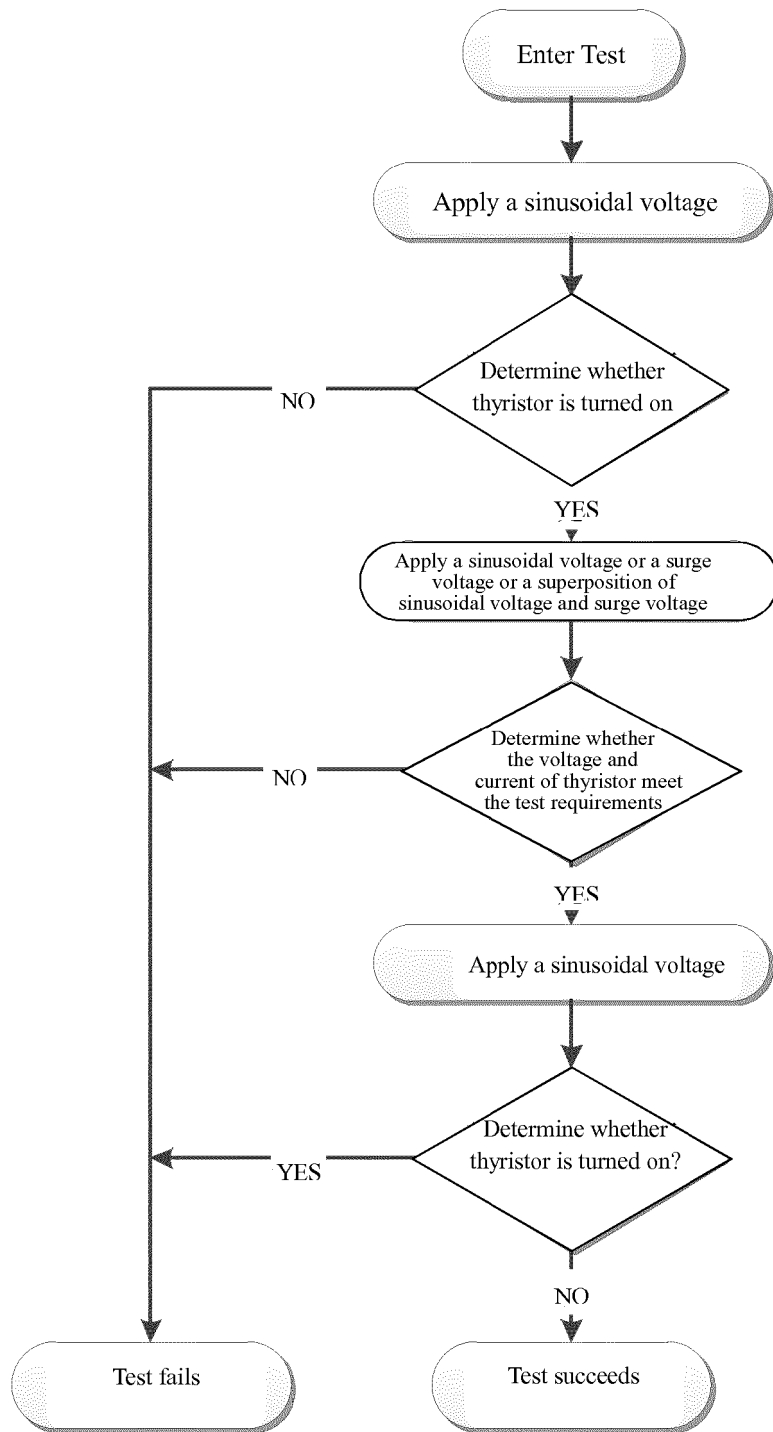 Enter Test
Apply a sinusoidal voltage
Determine whether
thyristor is turned on
NO
YES
Apply a sinusoidal voltage or a surge
voltage or a superposition of
sinusoidal voltage and surge voltage
Determine whether
the voltage and
current of thyristor meet
the test requirements
NO
YES
Apply a sinusoidal voltage
Determine whether
thyristor is turned on?
YES
NO
Test fails
Test succeeds